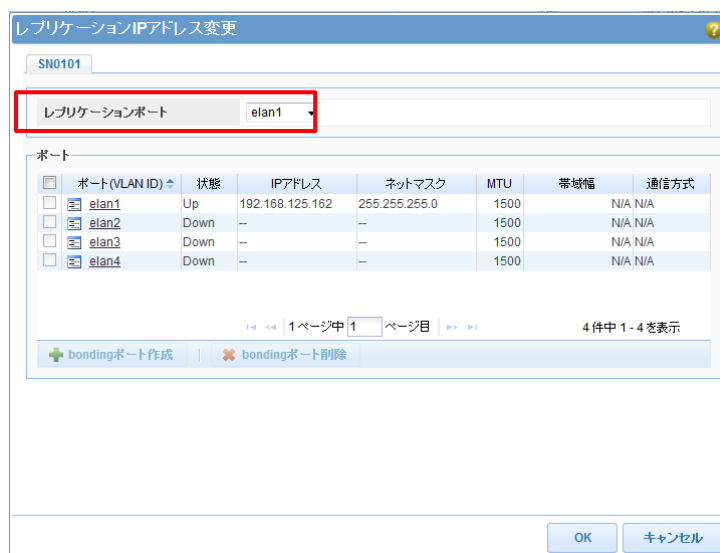 レプリケーションIPアドレス変更
SN0101
レプリケーションポート elan1
ポート
ポート(VLAN ID) 状態 IPアドレス ネットマスク MTU 帯域幅 通信方式
elan1 Up 192.168.125.162 255.255.255.0 1500 N/A N/A
elan2 Down -- -- 1500 N/A N/A
elan3 Down -- -- 1500 N/A N/A
elan4 Down -- -- 1500 N/A N/A
1ページ中 1 ページ目 4件中 1 - 4 を表示
bondingポート作成 | bondingポート削除
OK キャンセル